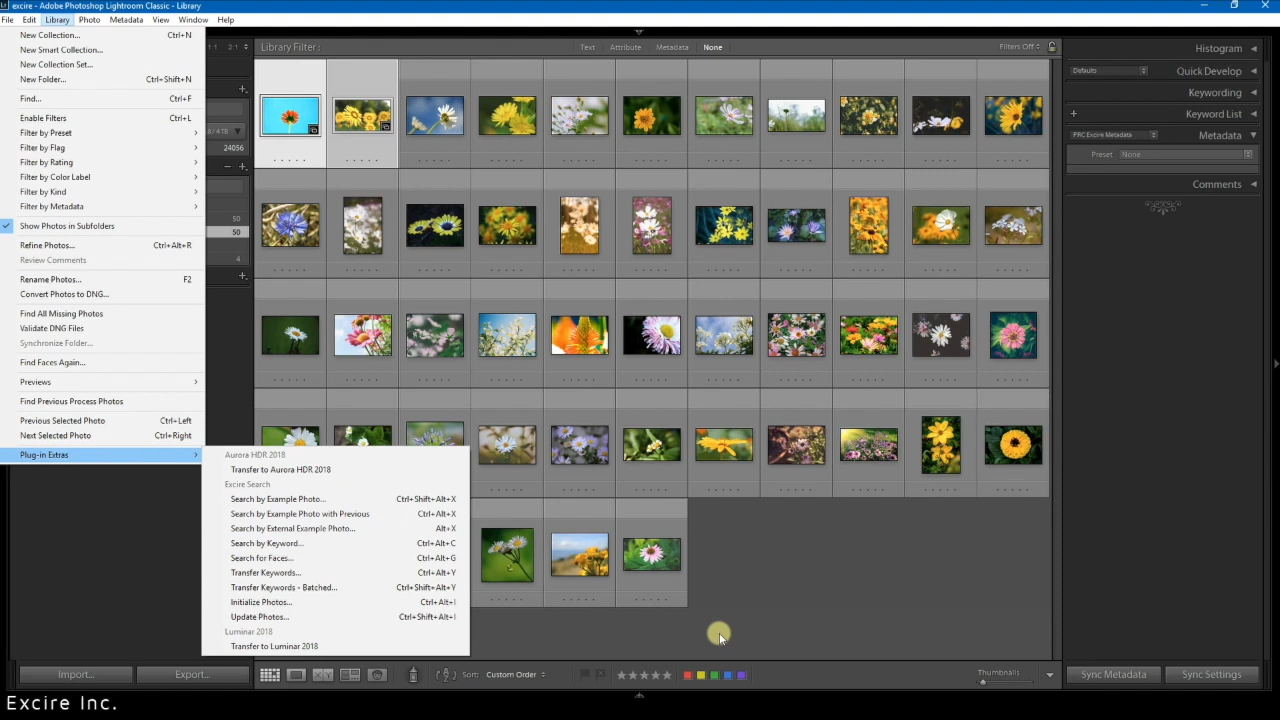 excire - Adobe Photoshop Lightroom Classic - Library
File Edit Library Photo Metadata View Window Help
New Collection... Ctrl+N
New Smart Collection...
New Collection Set...
New Folder... Ctrl+Shift+N
Find... Ctrl+F
Enable Filters Ctrl+L
Filter by Preset
Filter by Flag
Filter by Rating
Filter by Color Label
Filter by Kind
Filter by Metadata
Show Photos in Subfolders
Refine Photos... Ctrl+Alt+R
Review Comments
Rename Photos... F2
Convert Photos to DNG...
Find All Missing Photos
Validate DNG Files
Synchronize Folder...
Find Faces Again...
Previews
Find Previous Process Photos
Previous Selected Photo Ctrl+Left
Next Selected Photo Ctrl+Right
Plug-in Extras
Aurora HDR 2018
Transfer to Aurora HDR 2018
Excire Search
Search by Example Photo... Ctrl+Shift+Alt+X
Search by Example Photo with Previous Ctrl+Alt+X
Search by External Example Photo... Alt+X
Search by Keyword... Ctrl+Alt+C
Search for Faces... Ctrl+Alt+G
Transfer Keywords... Ctrl+Alt+Y
Transfer Keywords - Batched... Ctrl+Shift+Alt+Y
Initialize Photos... Ctrl+Alt+I
Update Photos... Ctrl+Shift+Alt+I
Luminar 2018
Transfer to Luminar 2018
1:1 2:1
/ 4 TB
24056
50
50
4
Library Filter : Text Attribute Metadata None Filters Off
Histogram
Defaults Quick Develop
Keywording
Keyword List
PRC Excire Metadata Metadata
Preset None
Comments
Import... Export...
Sort: Custom Order
Thumbnails
Sync Metadata Sync Settings
Excire Inc.